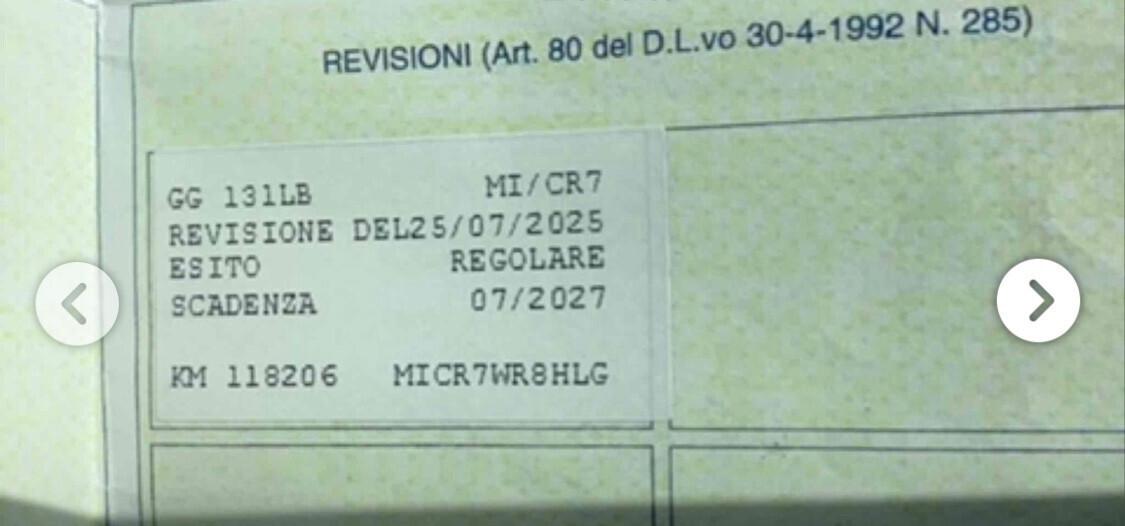 REVISIONI (Art. 80 del D.L.vo 30-4-1992 N. 285)
GG 131LB MI/CR7
REVISIONE DEL25/07/2025
ESITO REGOLARE
SCADENZA 07/2027
KM 118206 MICR7WR8HLG